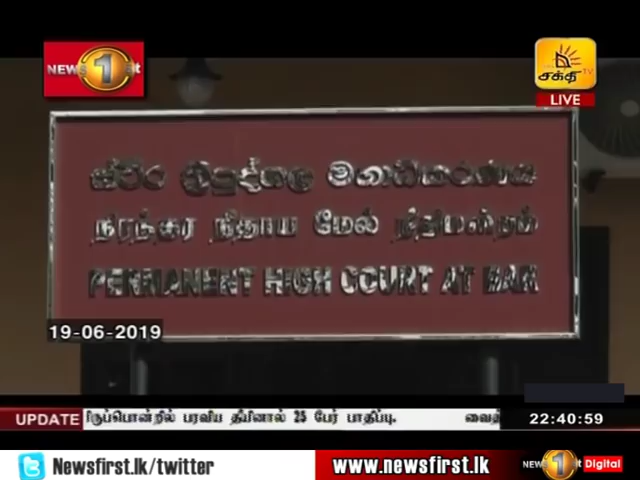 NEWS 1st
சக்தி TV
LIVE
ස්ථිර ත්‍රිපුද්ගල මහාධිකරණය
நிரந்தர நீதாய மேல் நீதிமன்றம்
PERMANENT HIGH COURT AT BAR
19-06-2019
UPDATE
ிருப்பொன்றில் பரவிய தீயினால் 25 பேர் பாதிப்பு.
22:40:59
Newsfirst.lk/twitter
www.newsfirst.lk
NEWS 1st Digital